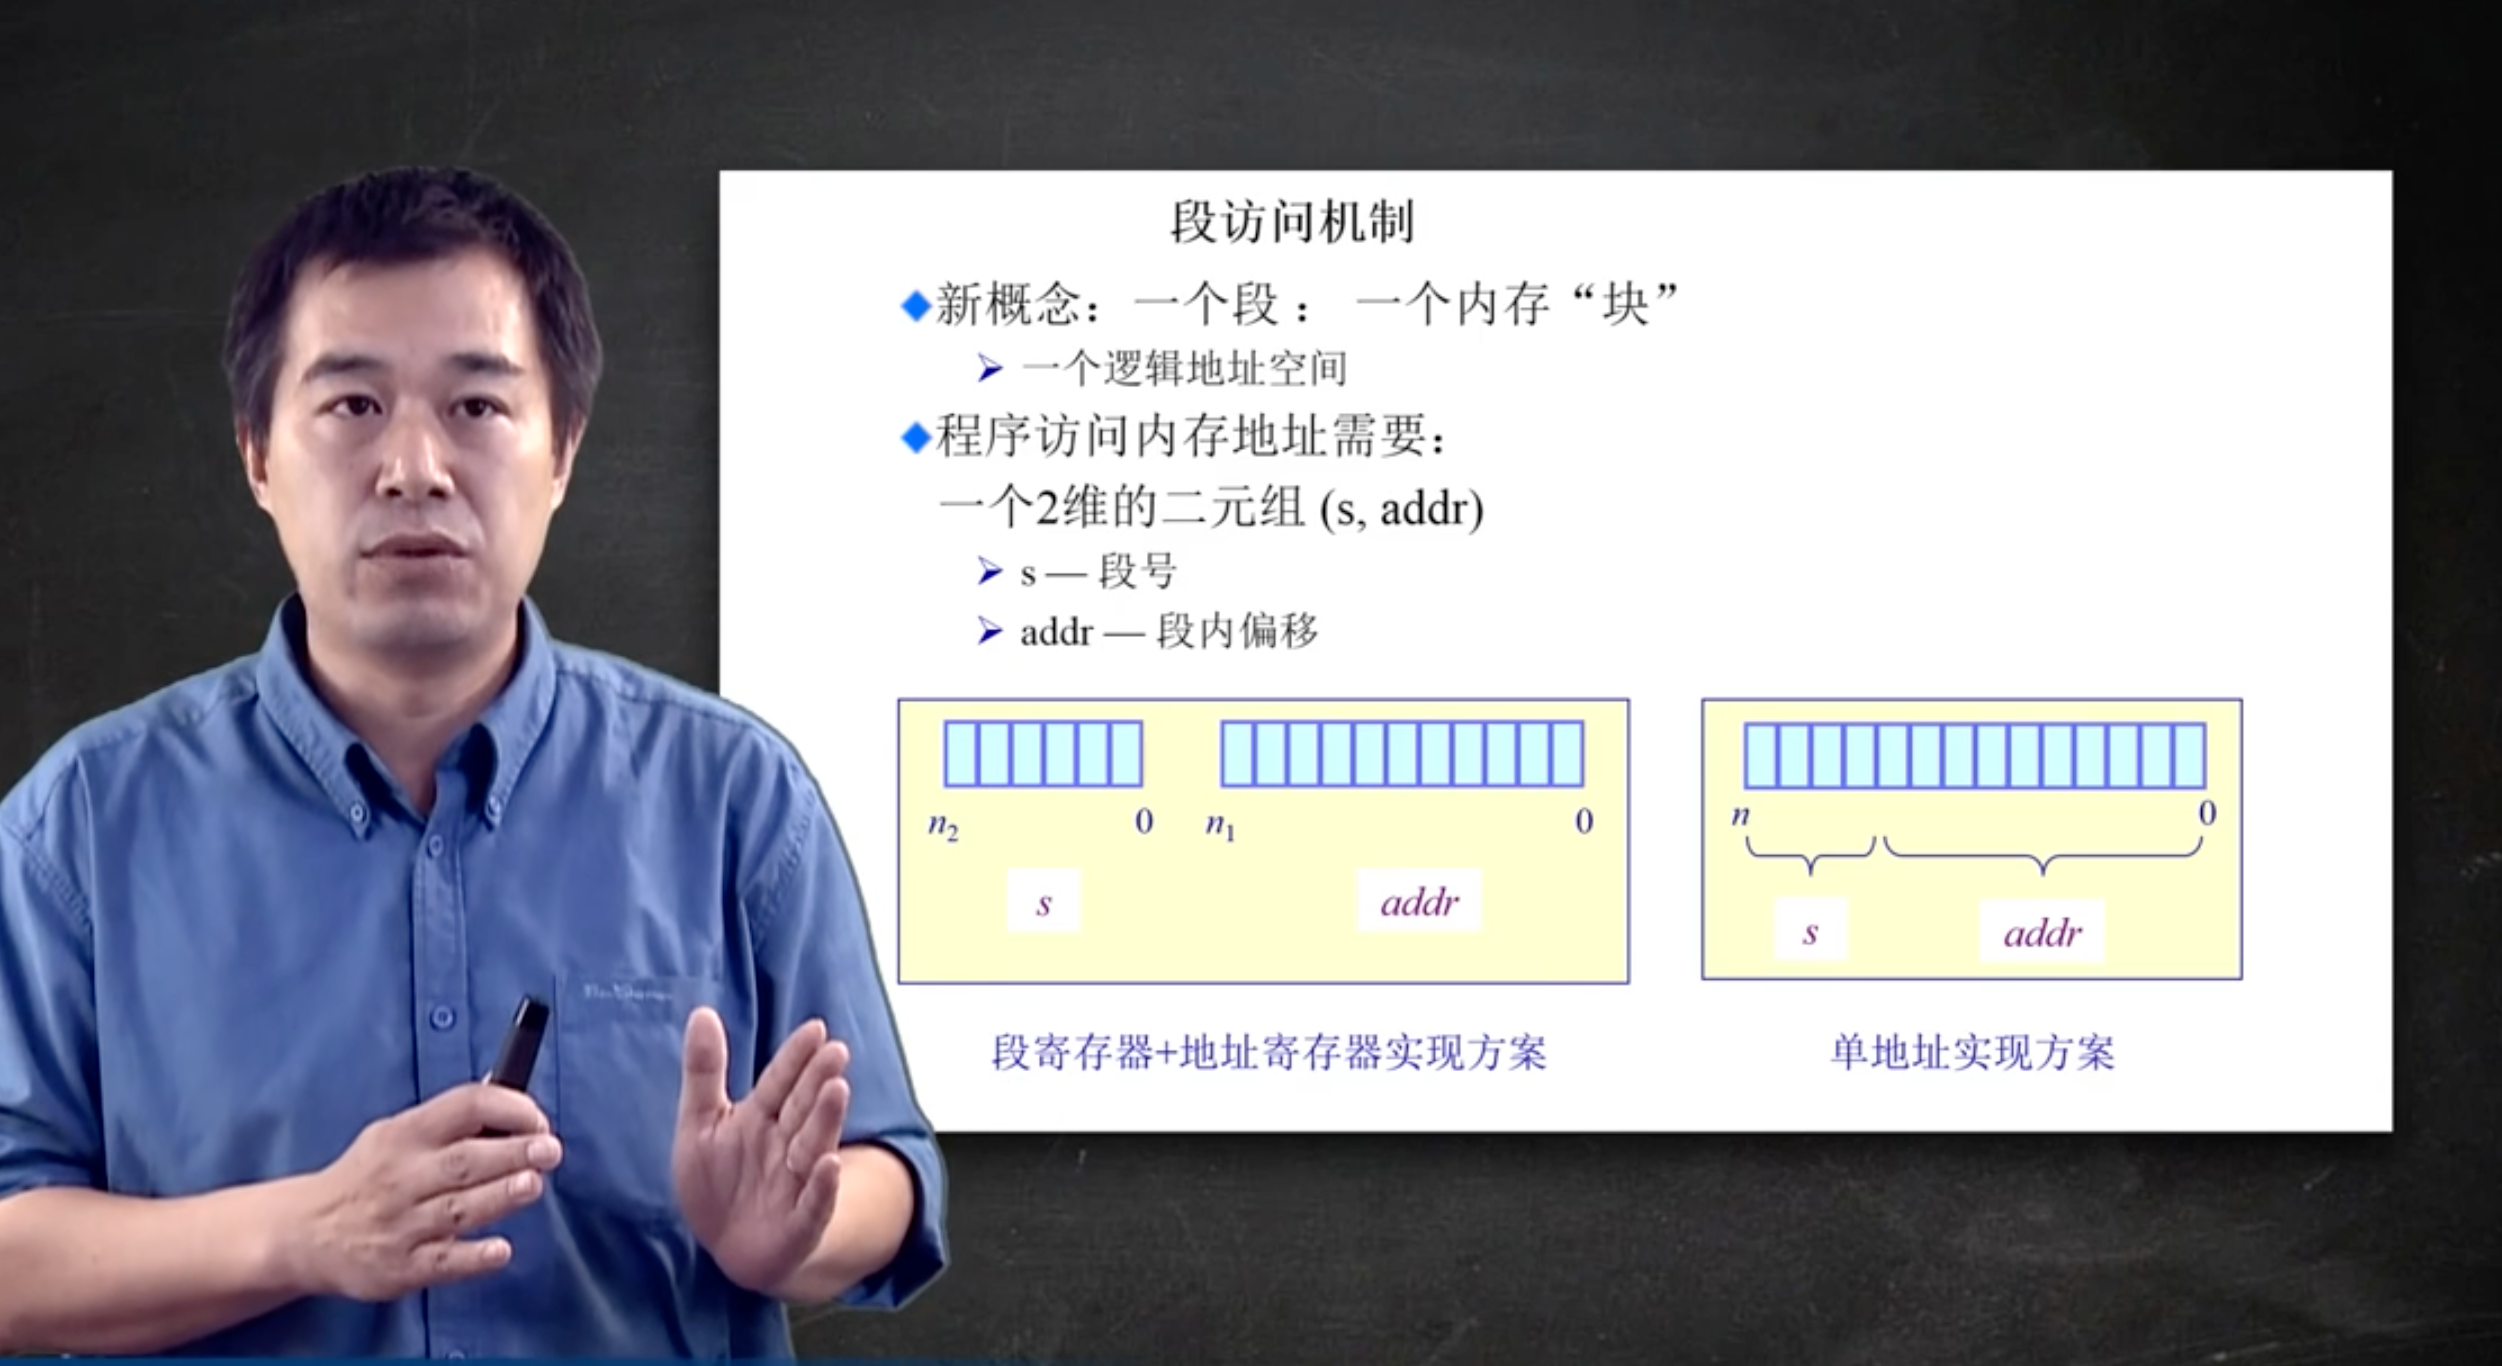 段访问机制
◆新概念：一个段： 一个内存“块”
➢ 一个逻辑地址空间
◆程序访问内存地址需要：
一个2维的二元组 (s, addr)
➢ s — 段号
➢ addr — 段内偏移
n₂ 0 n₁ 0
s addr
段寄存器+地址寄存器实现方案
n 0
s addr
单地址实现方案